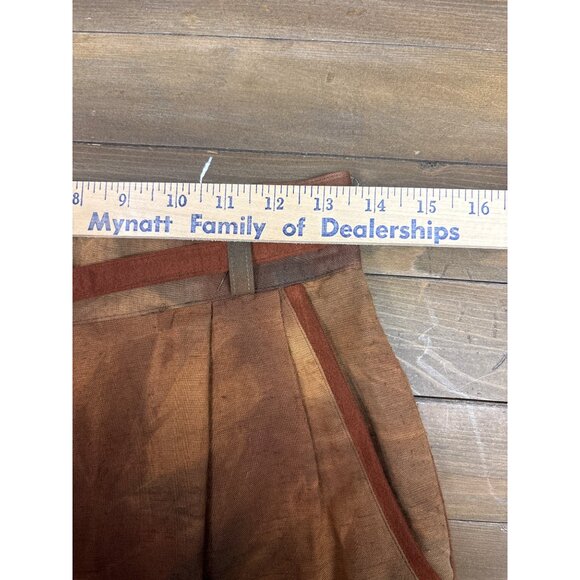 8 9 10 11 12 13 14 15 16
Mynatt Family of Dealerships